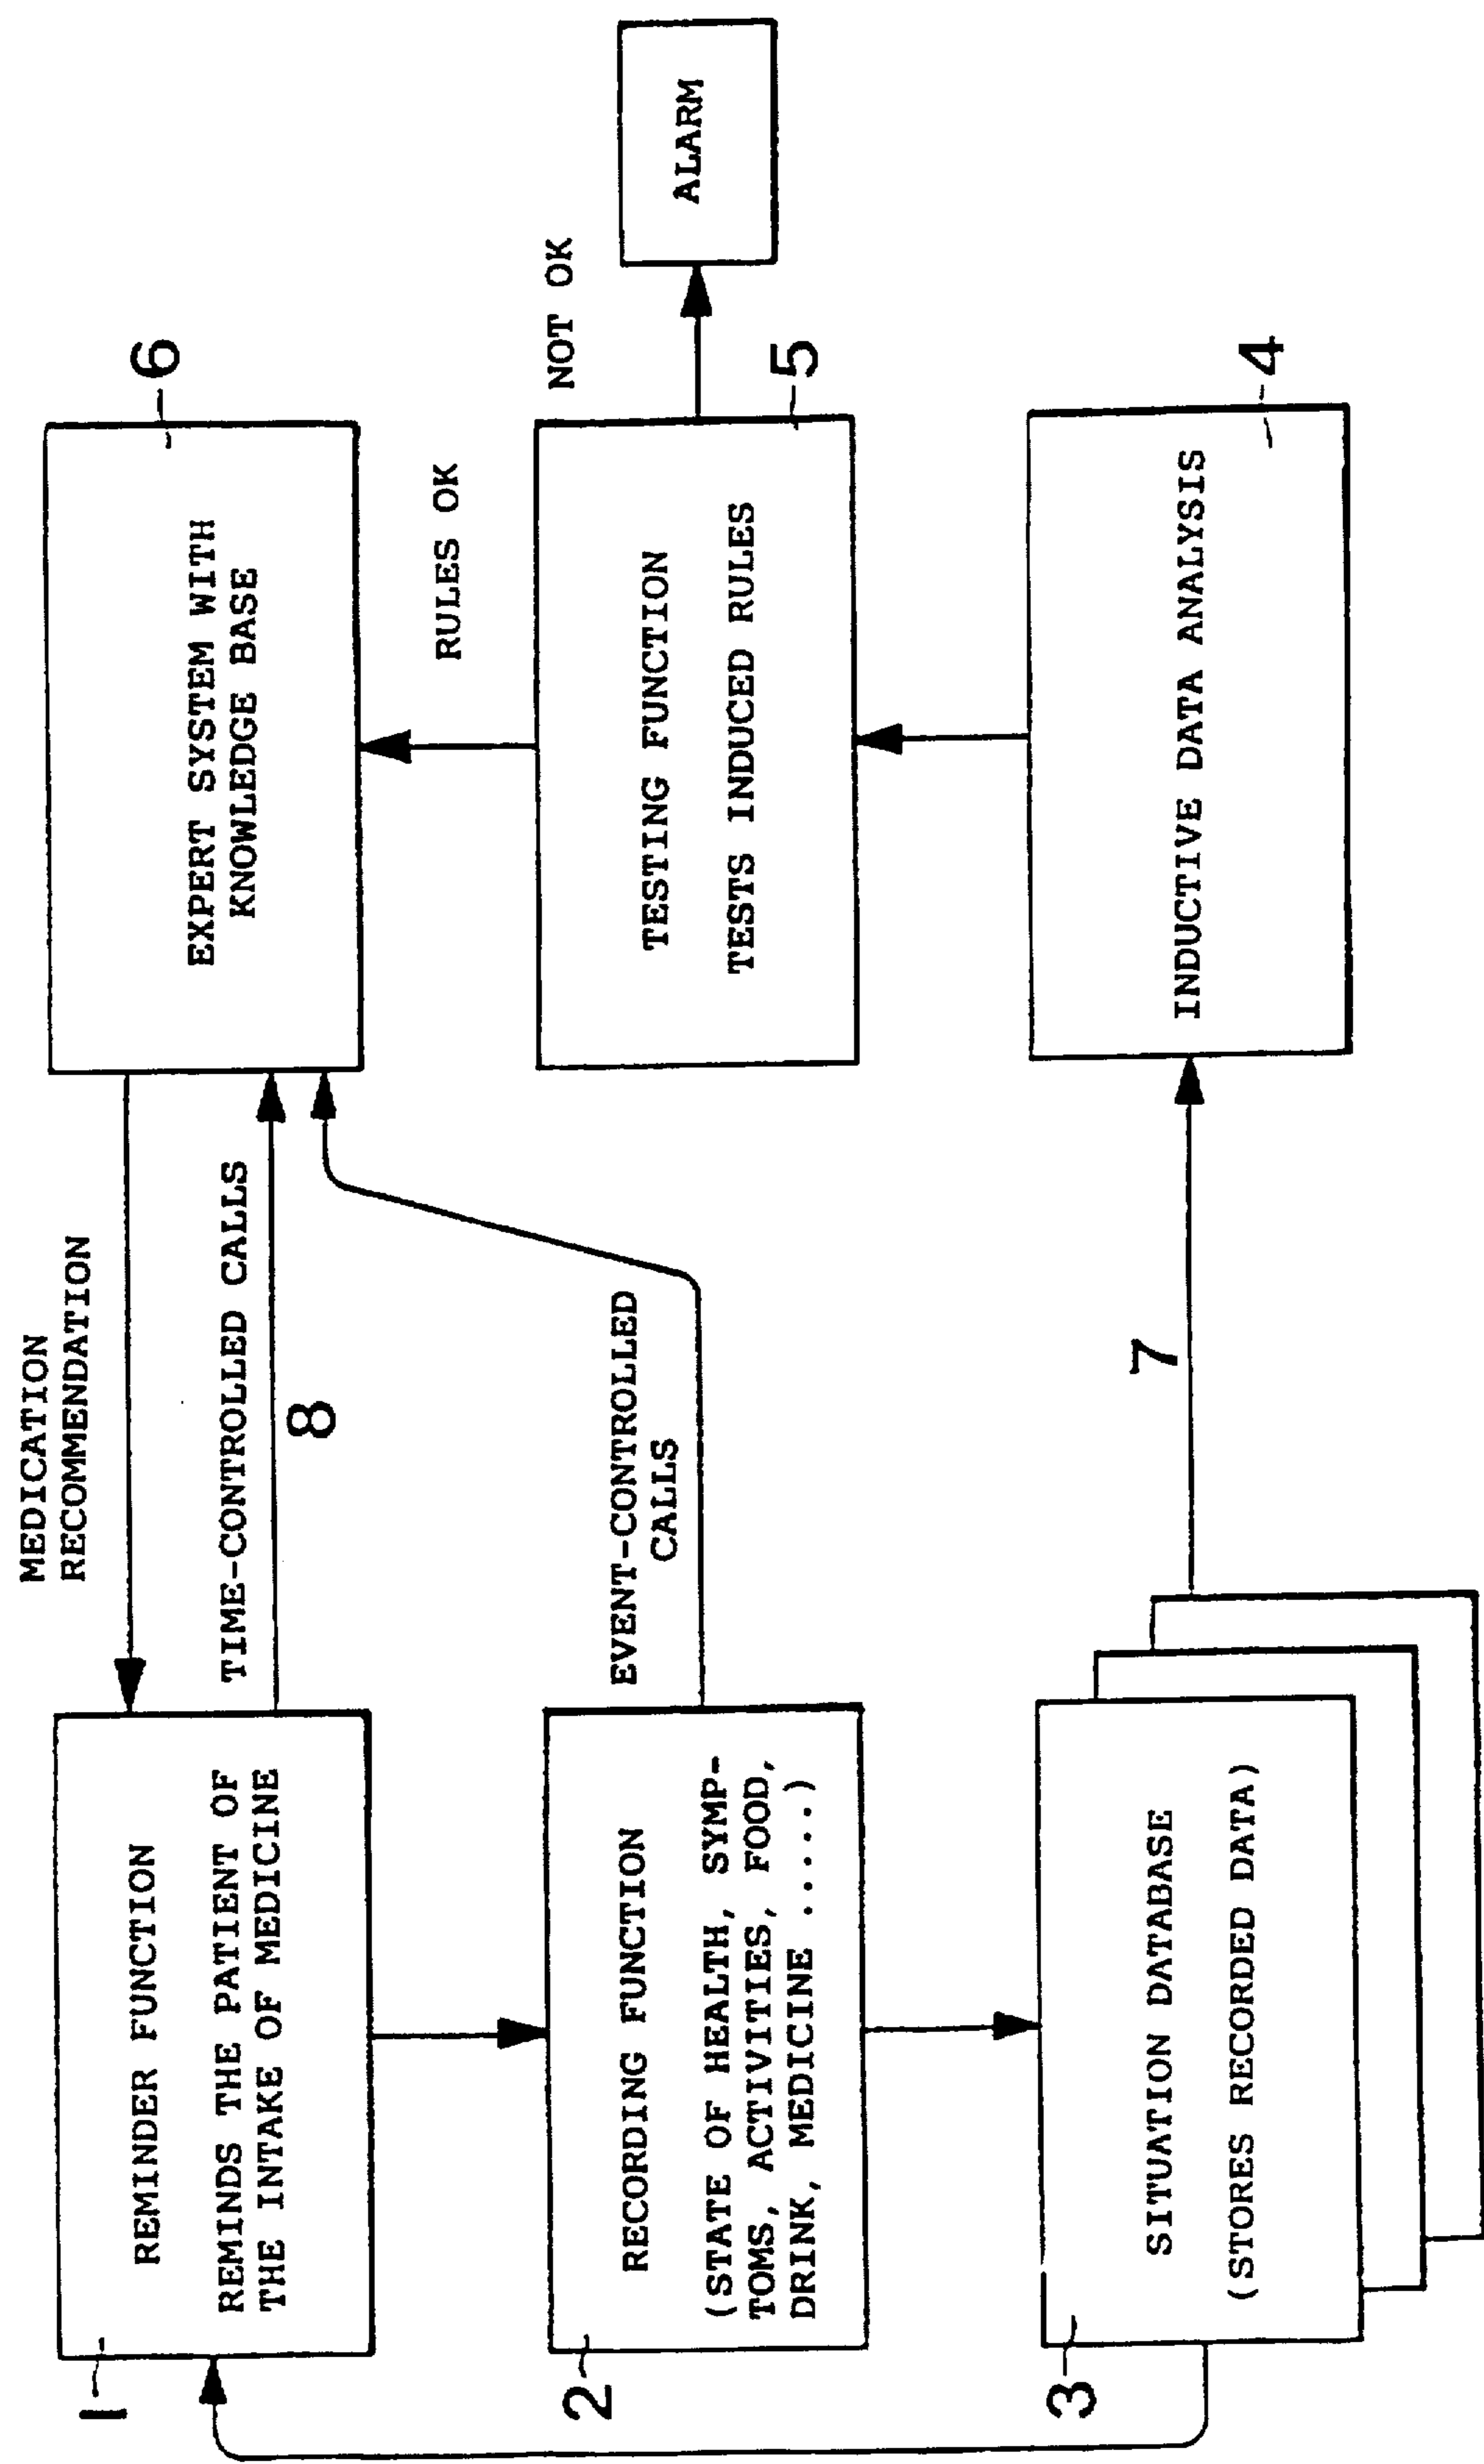 MEDICATION
RECOMMENDATION
TIME-CONTROLLED CALLS
8
1
REMINDER FUNCTION
REMINDS THE PATIENT OF
THE INTAKE OF MEDICINE
6
EXPERT SYSTEM WITH
KNOWLEDGE BASE
RULES OK
EVENT-CONTROLLED
CALLS
2
RECORDING FUNCTION
(STATE OF HEALTH, SYMP-
TOMS, ACTIVITIES, FOOD,
DRINK, MEDICINE .....)
TESTING FUNCTION
TESTS INDUCED RULES
5
NOT OK
ALARM
3
SITUATION DATABASE
(STORES RECORDED DATA)
7
INDUCTIVE DATA ANALYSIS
4